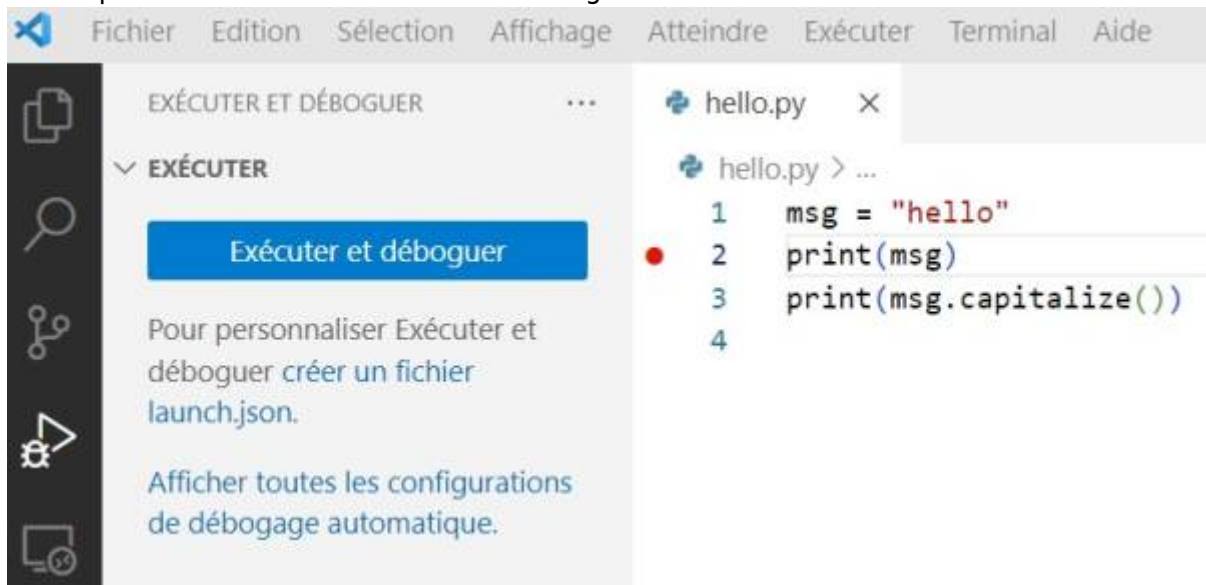 Fichier Edition Sélection Affichage Atteindre Exécuter Terminal Aide
EXÉCUTER ET DÉBOGUER ...
EXÉCUTER
Exécuter et déboguer
Pour personnaliser Exécuter et
déboguer créer un fichier
launch.json.
Afficher toutes les configurations
de débogage automatique.
hello.py ×
hello.py > ...
1 msg = "hello"
2 print(msg)
3 print(msg.capitalize())
4